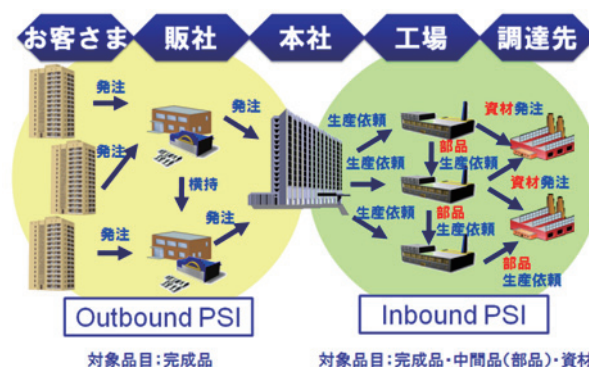 お客さま
販社
本社
工場
調達先
発注
発注
発注
発注
横持
発注
生産依頼
生産依頼
生産依頼
部品
生産依頼
部品
生産依頼
資材発注
資材発注
部品
生産依頼
Outbound PSI
Inbound PSI
対象品目：完成品
対象品目：完成品・中間品(部品)・資材